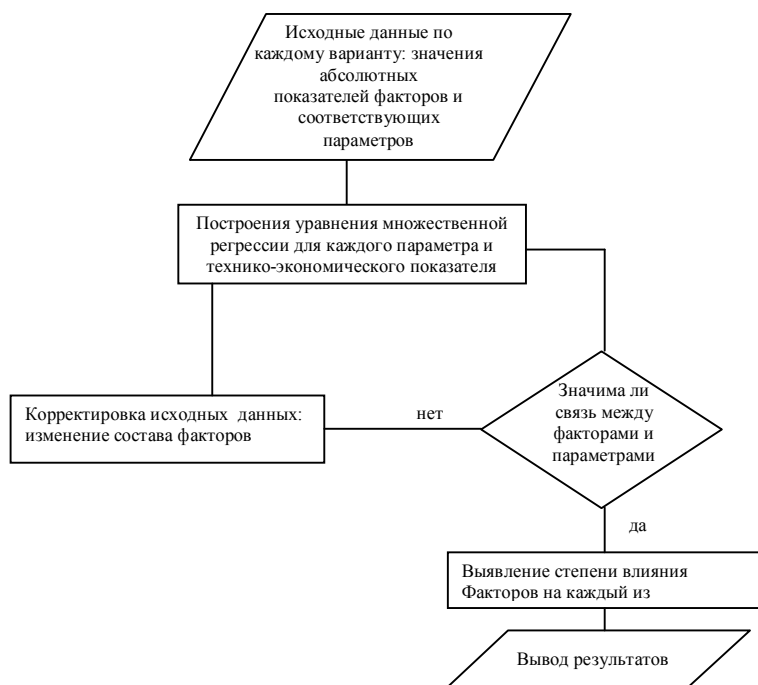 Исходные данные по
каждому варианту: значения
абсолютных
показателей факторов и
соответствующих
параметров
Построения уравнения множественной
регрессии для каждого параметра и
технико-экономического показателя
Значима ли
связь между
факторами и
параметрами
нет
Корректировка исходных данных:
изменение состава факторов
да
Выявление степени влияния
Факторов на каждый из
Вывод результатов